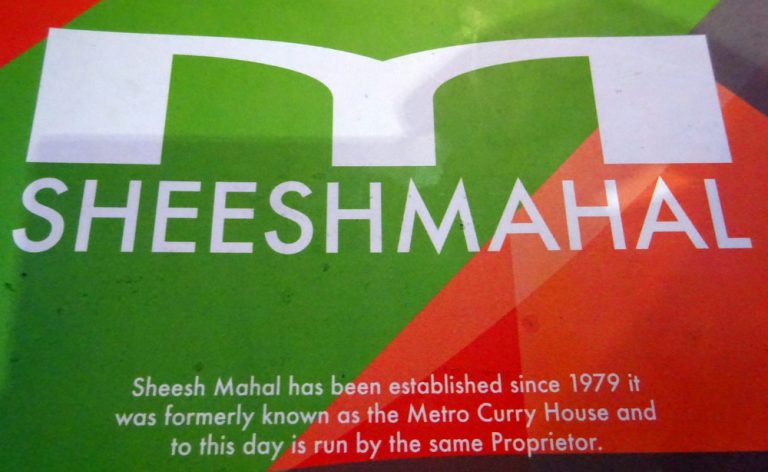 SHEESHMAHAL
Sheesh Mahal has been established since 1979 it
was formerly known as the Metro Curry House and
to this day is run by the same Proprietor.